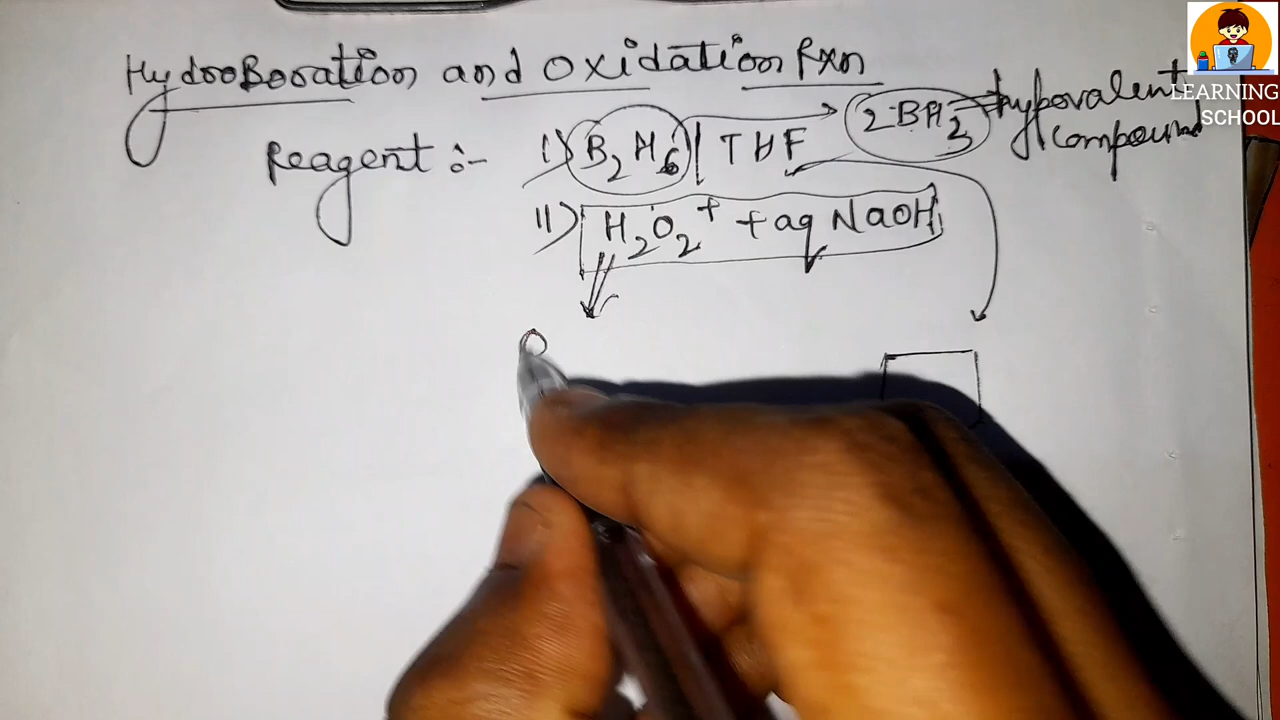 HydroBoration and Oxidation Rxn
Reagent :- I) B2H6 | THF 2BH3 hypovalent compound
II) H2O2 + + aq NaOH
LEARNING
SCHOOL